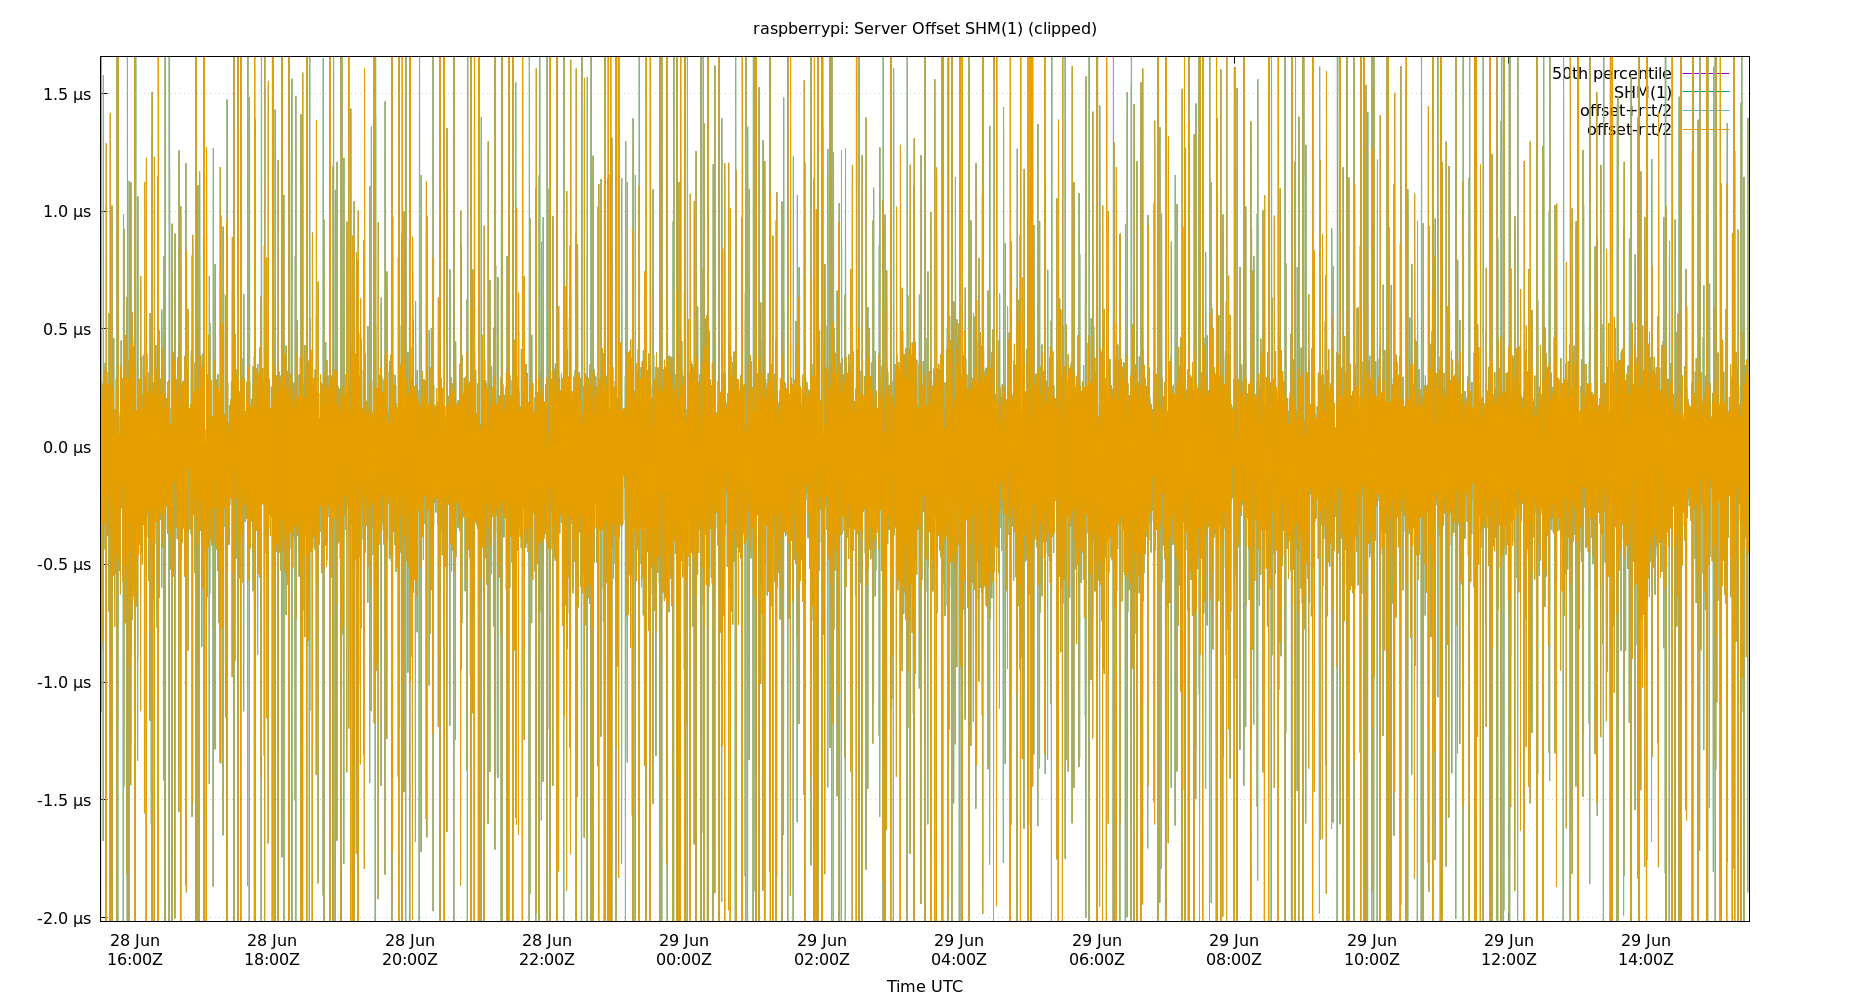 raspberrypi: Server Offset SHM(1) (clipped)
50th percentile
SHM(1)
offset+rtt/2
offset-rtt/2
1.5 µs
1.0 µs
0.5 µs
0.0 µs
-0.5 µs
-1.0 µs
-1.5 µs
-2.0 µs
28 Jun 28 Jun 28 Jun 28 Jun 29 Jun 29 Jun 29 Jun 29 Jun 29 Jun 29 Jun 29 Jun 29 Jun
16:00Z 18:00Z 20:00Z 22:00Z 00:00Z 02:00Z 04:00Z 06:00Z 08:00Z 10:00Z 12:00Z 14:00Z
Time UTC